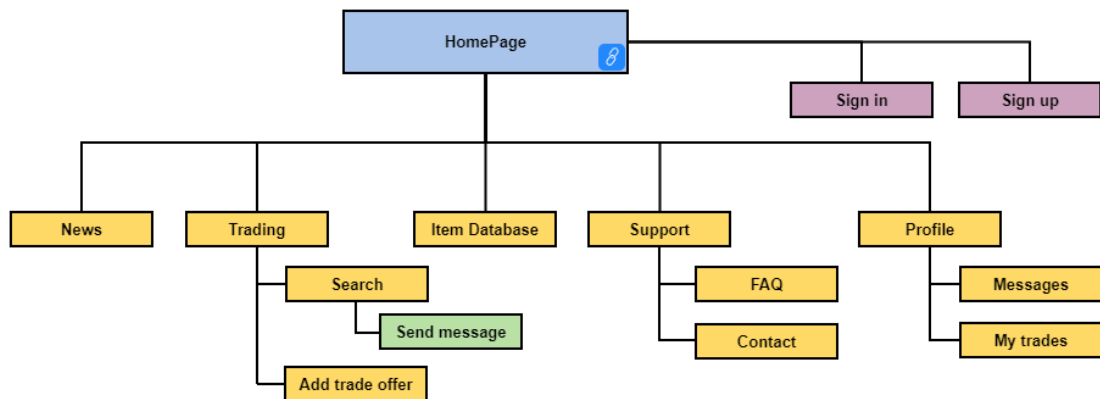 HomePage
Sign in
Sign up
News
Trading
Item Database
Support
Profile
Search
FAQ
Messages
Send message
Contact
My trades
Add trade offer